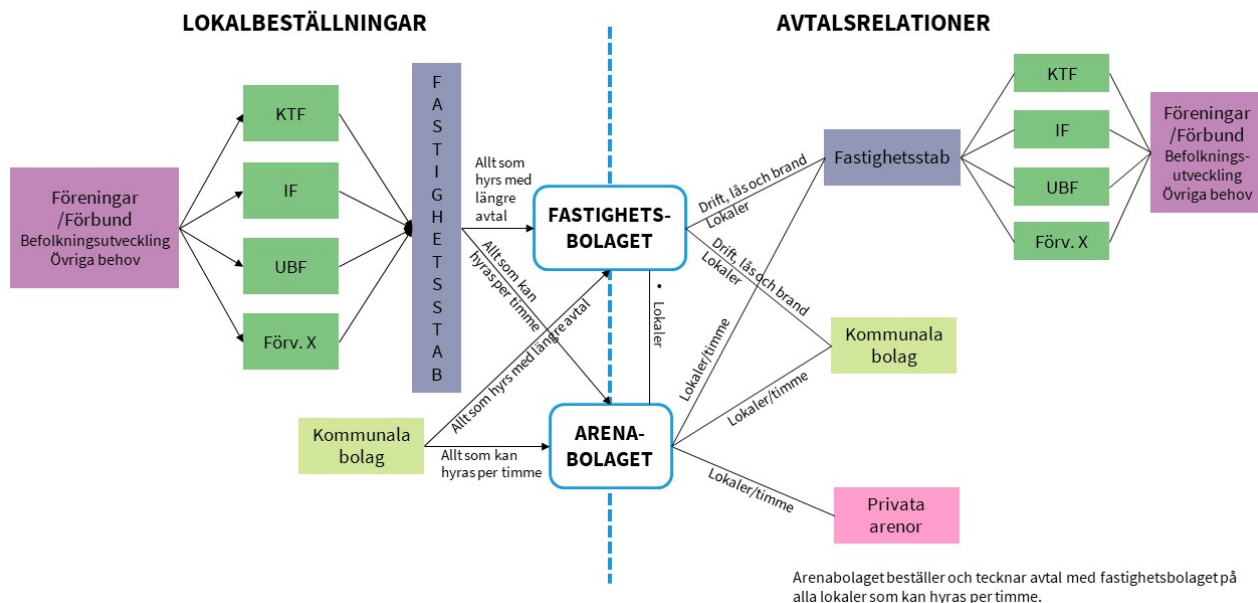 LOKALBESTÄLLNINGAR
AVTALSRELATIONER
Föreningar
/Förbund
Befolkningsutveckling
Övriga behov
KTF
IF
UBF
Förv. X
FASTIGHETSSTAB
Allt som
hyrs med
längre
avtal
Allt som kan
hyras per timme
Allt som hyrs med längre avtal
Kommunala
bolag
Allt som kan
hyras per timme
FASTIGHETS-
BOLAGET
• Lokaler
ARENA-
BOLAGET
Drift, lås och brand
Lokaler
Drift, lås och brand
Lokaler
Lokaler/timme
Lokaler/timme
Lokaler/timme
Fastighetsstab
KTF
IF
UBF
Förv. X
Föreningar
/Förbund
Befolknings-
utveckling
Övriga behov
Kommunala
bolag
Privata
arenor
Arenabolaget beställer och tecknar avtal med fastighetsbolaget på
alla lokaler som kan hyras per timme.